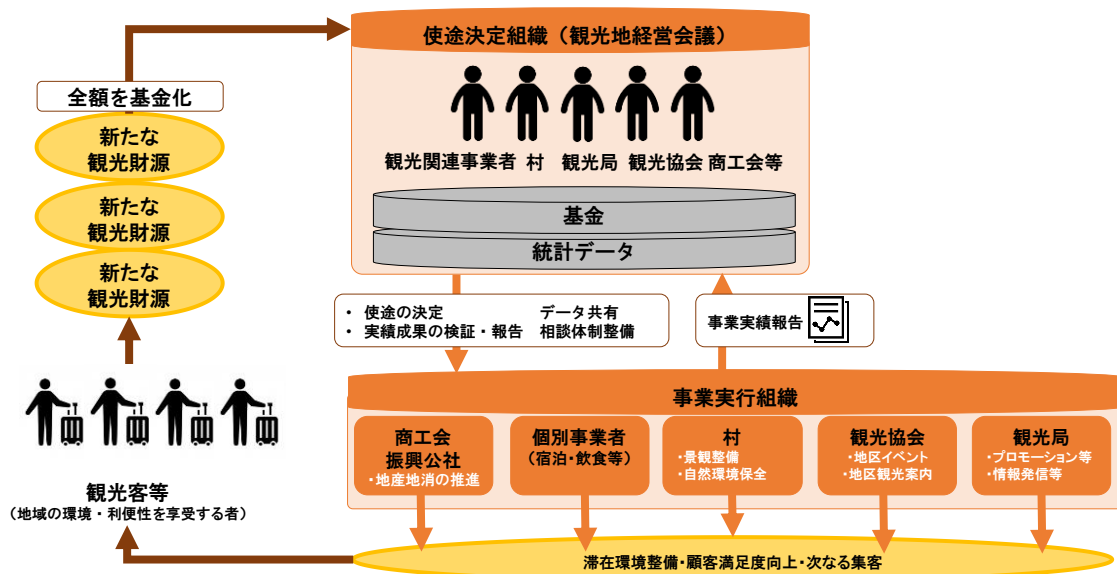 使途決定組織（観光地経営会議）
全額を基金化
新たな
観光財源
新たな
観光財源
新たな
観光財源
観光関連事業者 村 観光局 観光協会 商工会等
基金
統計データ
・ 使途の決定 データ共有
・ 実績成果の検証・報告 相談体制整備
事業実績報告
事業実行組織
商工会
振興公社
・地産地消の推進
個別事業者
（宿泊・飲食等）
村
・景観整備
・自然環境保全
観光協会
・地区イベント
・地区観光案内
観光局
・プロモーション等
・情報発信等
観光客等
（地域の環境・利便性を享受する者）
滞在環境整備・顧客満足度向上・次なる集客